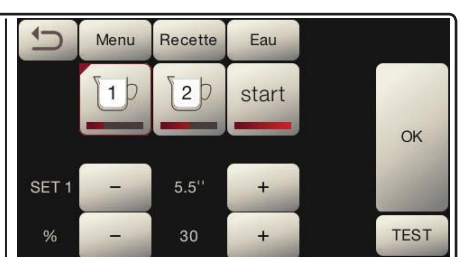 Menu Recette Eau
1 2 start
OK
SET 1 − 5.5'' +
% − 30 + TEST